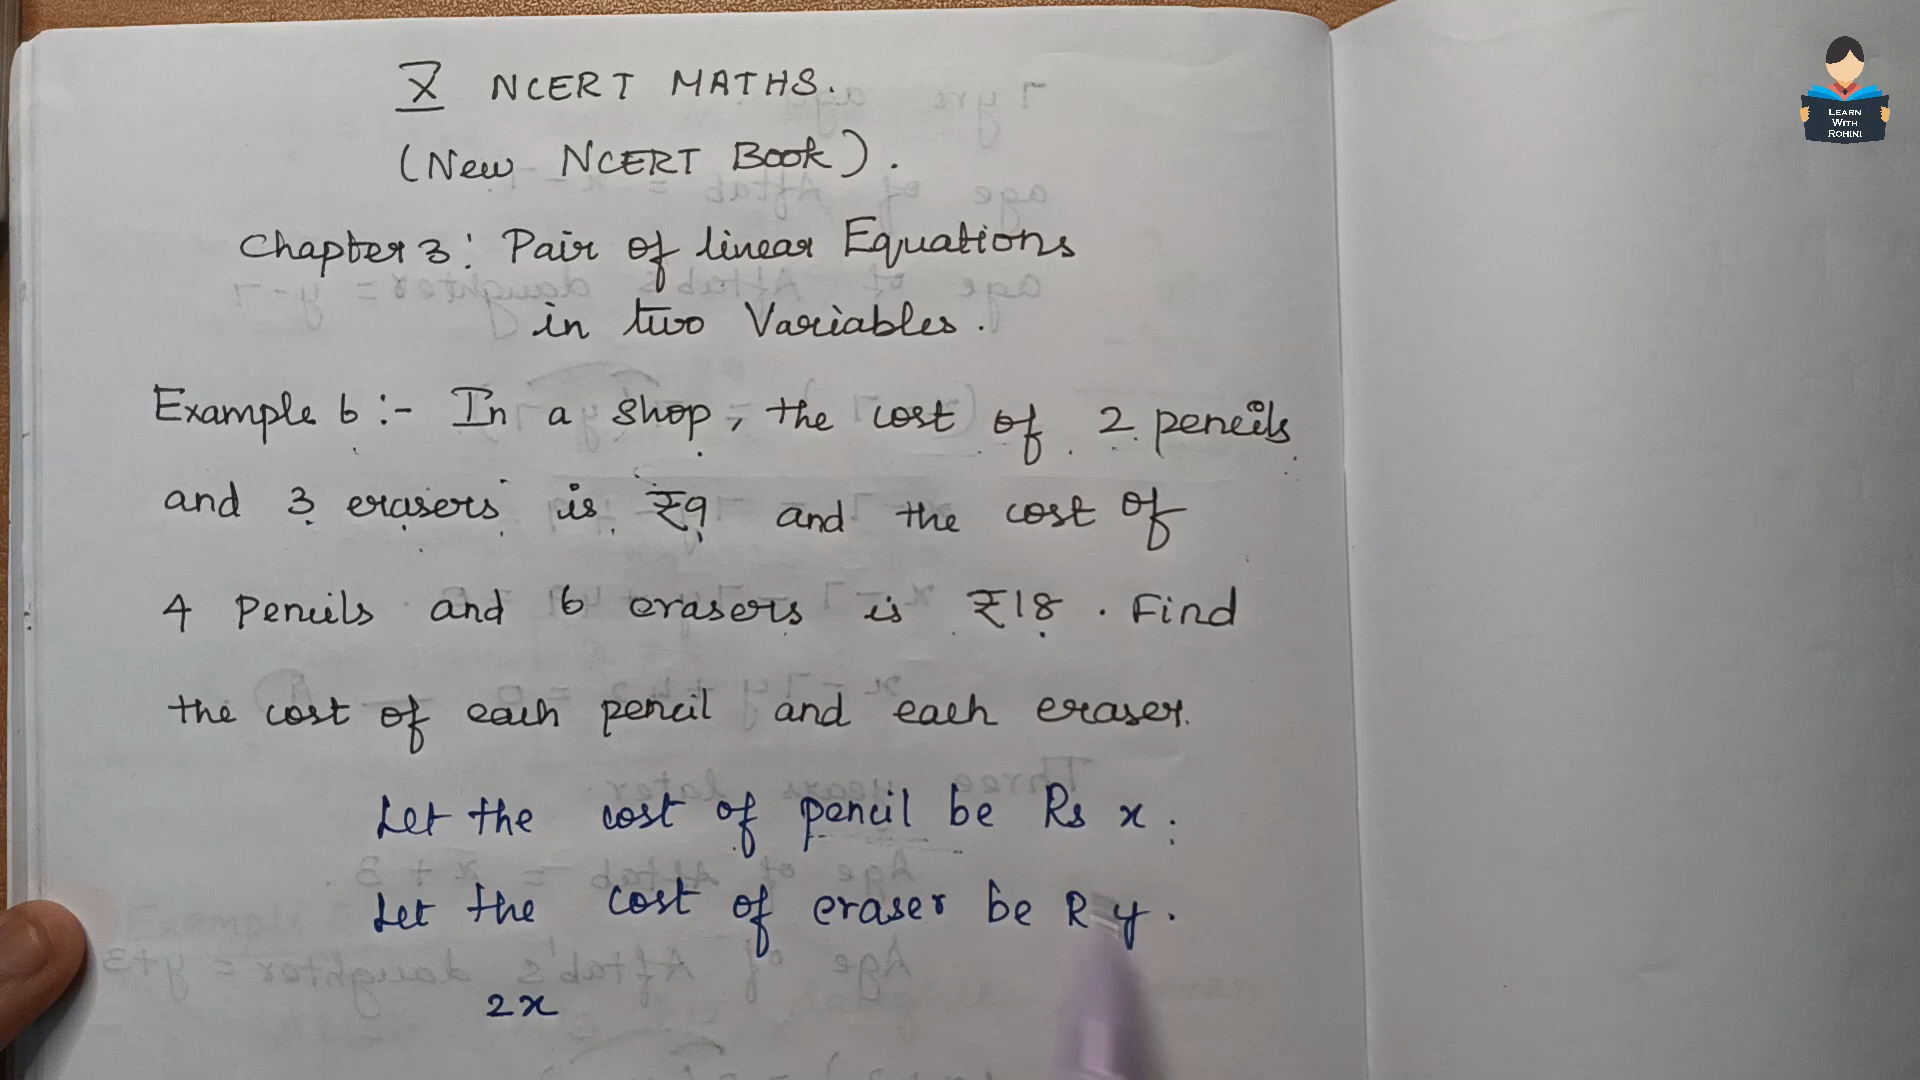 X NCERT MATHS.
(New NCERT Book).
Chapter 3: Pair of linear Equations
in two Variables.
Example 6 :- In a shop, the cost of 2 pencils
and 3 erasers is ₹9 and the cost of
4 pencils and 6 erasers is ₹18. Find
the cost of each pencil and each eraser.
Let the cost of pencil be Rs x.
Let the cost of eraser be R y.
2x
LEARN
WITH
ROHINI